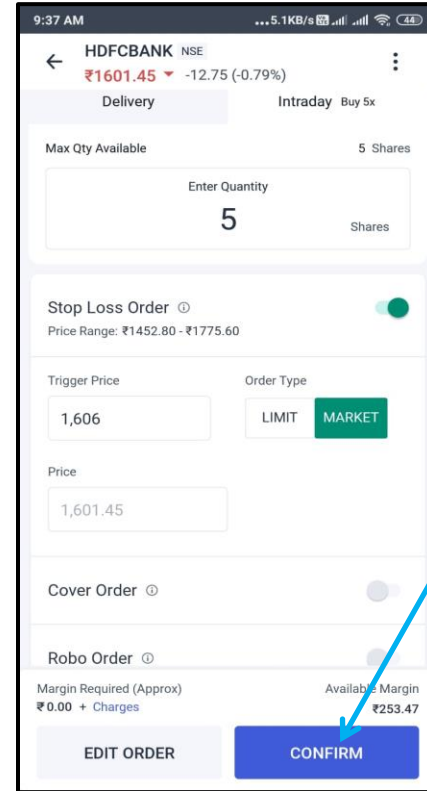 9:37 AM ...5.1KB/s 44
HDFCBANK NSE
₹1601.45 -12.75 (-0.79%)
Delivery Intraday Buy 5x
Max Qty Available 5 Shares
Enter Quantity
5 Shares
Stop Loss Order
Price Range: ₹1452.80 - ₹1775.60
Trigger Price Order Type
1,606 LIMIT MARKET
Price
1,601.45
Cover Order
Robo Order
Margin Required (Approx) Available Margin
₹0.00 + Charges ₹253.47
EDIT ORDER CONFIRM